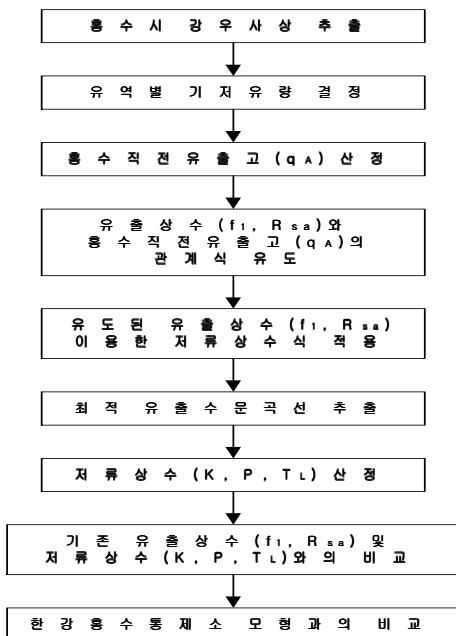 홍수시 강우사상 추출
유역별 기저유량 결정
홍수직전유출고(qA) 산정
유출상수(f1, Rsa)와
홍수직전유출고(qA)의
관계식 유도
유도된 유출상수(f1, Rsa)
이용한 저류상수식 적용
최적 유출수문곡선 추출
저류상수(K, P, TL) 산정
기존 유출상수(f1, Rsa) 및
저류상수(K, P, TL)와의 비교
한강홍수통제소 모형과의 비교